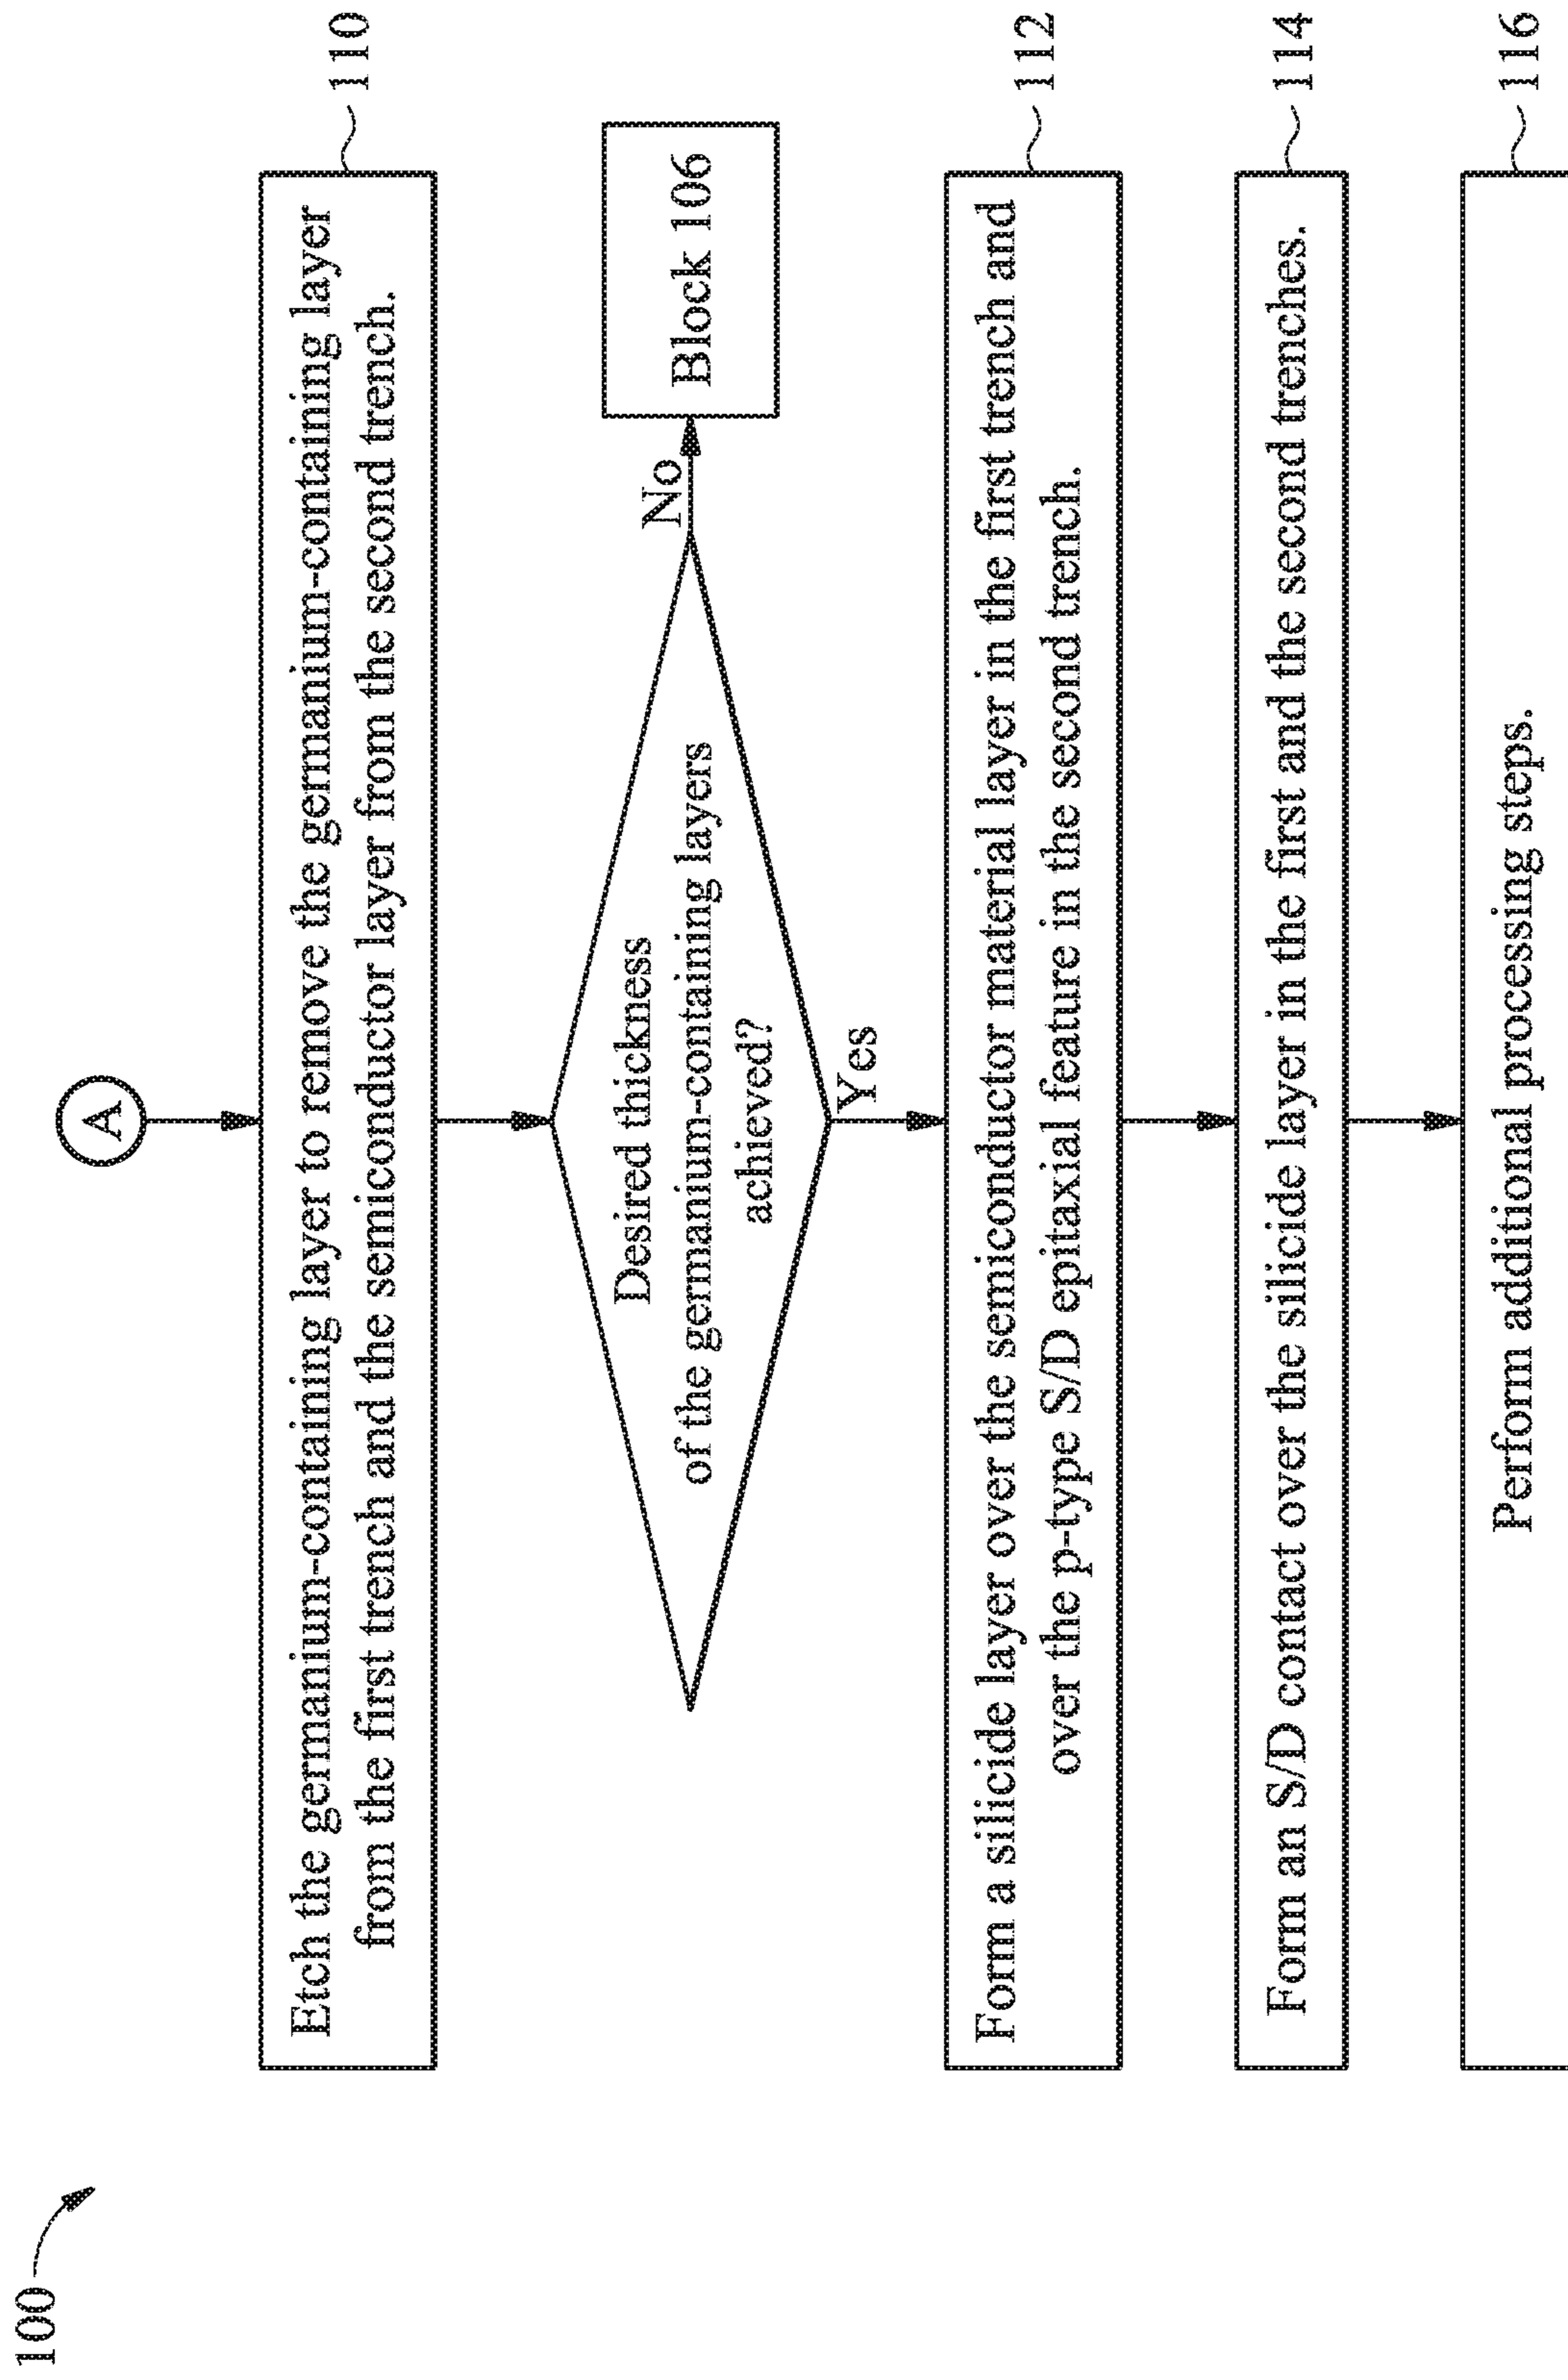 100
A
Etch the germanium-containing layer to remove the germanium-containing layer
from the first trench and the semiconductor layer from the second trench.
110
Desired thickness
of the germanium-containing layers
achieved?
No
Block 106
Yes
Form a silicide layer over the semiconductor material layer in the first trench and
over the p-type S/D epitaxial feature in the second trench.
112
Form an S/D contact over the silicide layer in the first and the second trenches.
114
Perform additional processing steps.
116